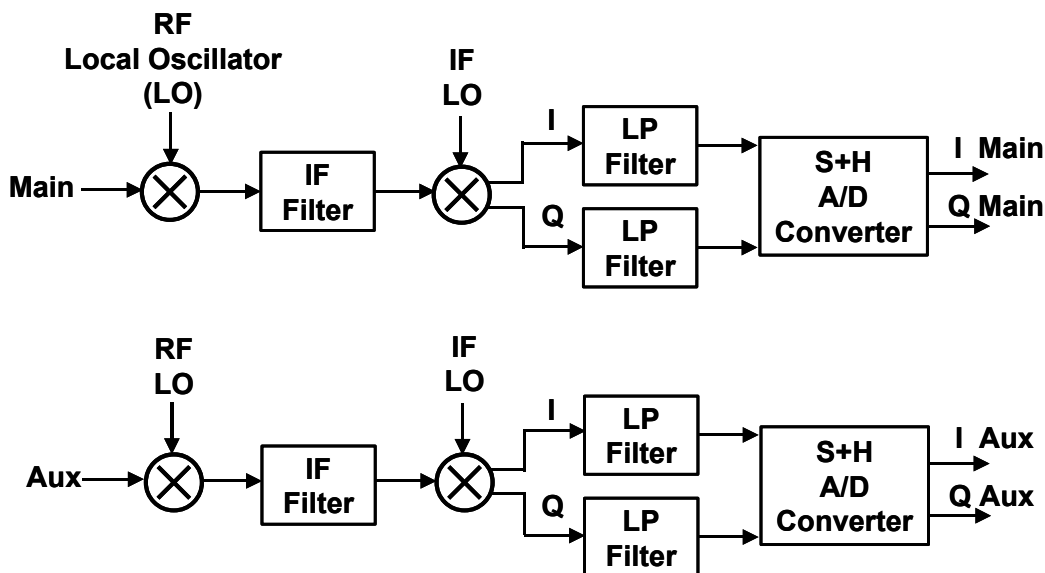 RF
Local Oscillator
(LO)
IF
LO
I
LP
Filter
Main
IF
Filter
Q
LP
Filter
S+H
A/D
Converter
I Main
Q Main
RF
LO
IF
LO
I
LP
Filter
Aux
IF
Filter
Q
LP
Filter
S+H
A/D
Converter
I Aux
Q Aux